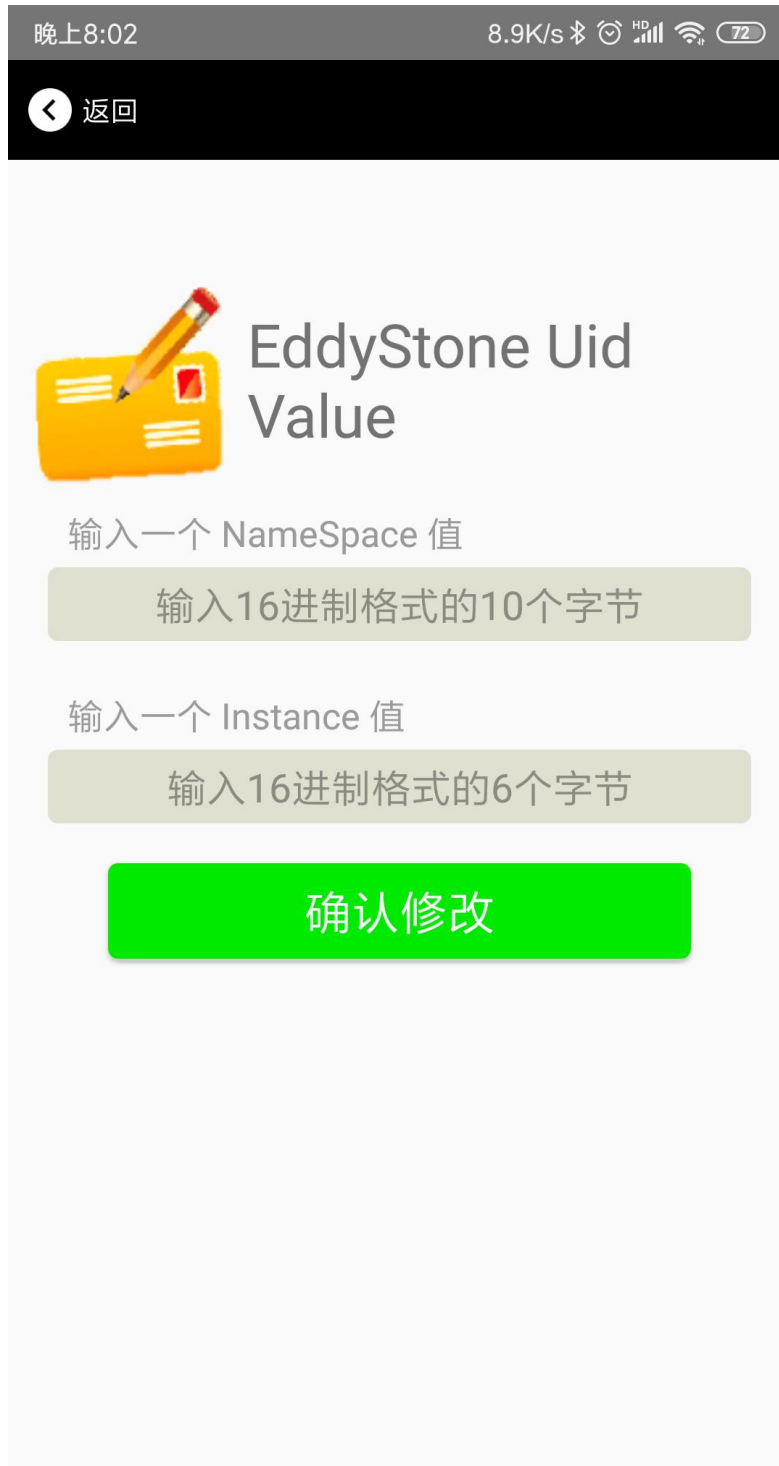 晚上8:02 8.9K/s HD 72
返回
EddyStone Uid
Value
输入一个 NameSpace 值
输入16进制格式的10个字节
输入一个 Instance 值
输入16进制格式的6个字节
确认修改